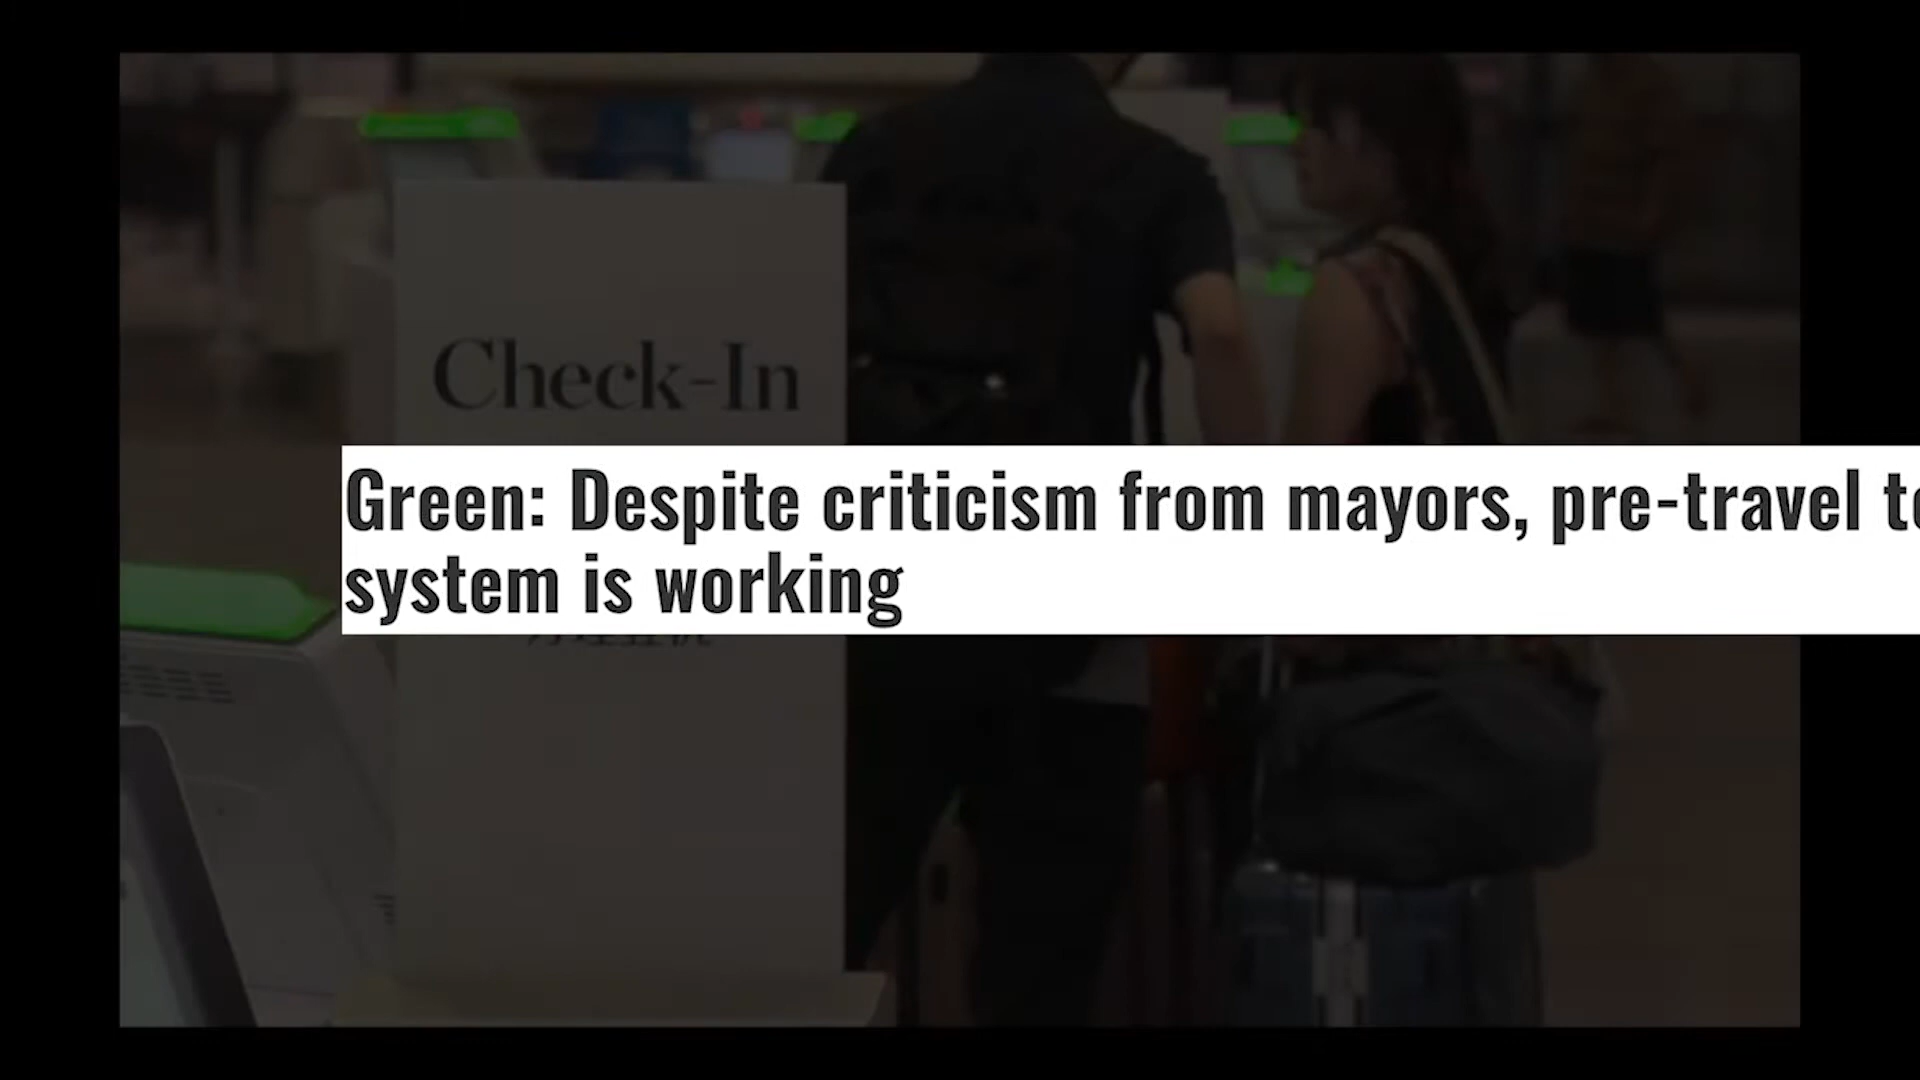 Check-In
Green: Despite criticism from mayors, pre-travel
system is working